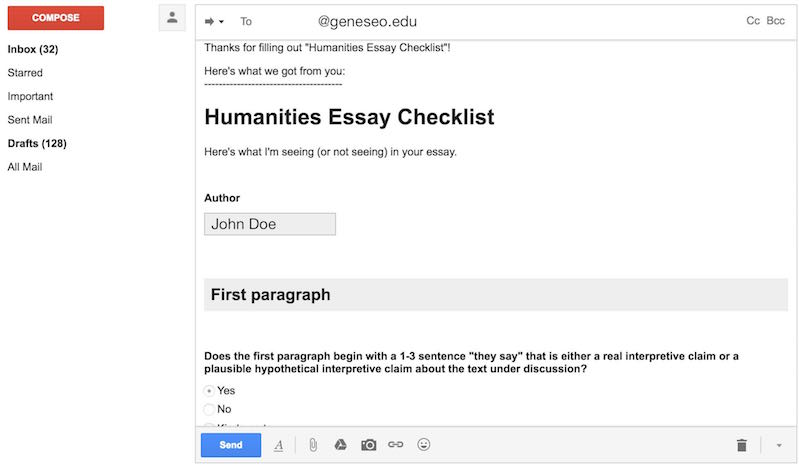 COMPOSE
Inbox (32)
Starred
Important
Sent Mail
Drafts (128)
All Mail
To @geneseo.edu Cc Bcc
Thanks for filling out "Humanities Essay Checklist"!
Here's what we got from you:
--------------------------------------
Humanities Essay Checklist
Here's what I'm seeing (or not seeing) in your essay.
Author
John Doe
First paragraph
Does the first paragraph begin with a 1-3 sentence "they say" that is either a real interpretive claim or a
plausible hypothetical interpretive claim about the text under discussion?
Yes
No
Send A